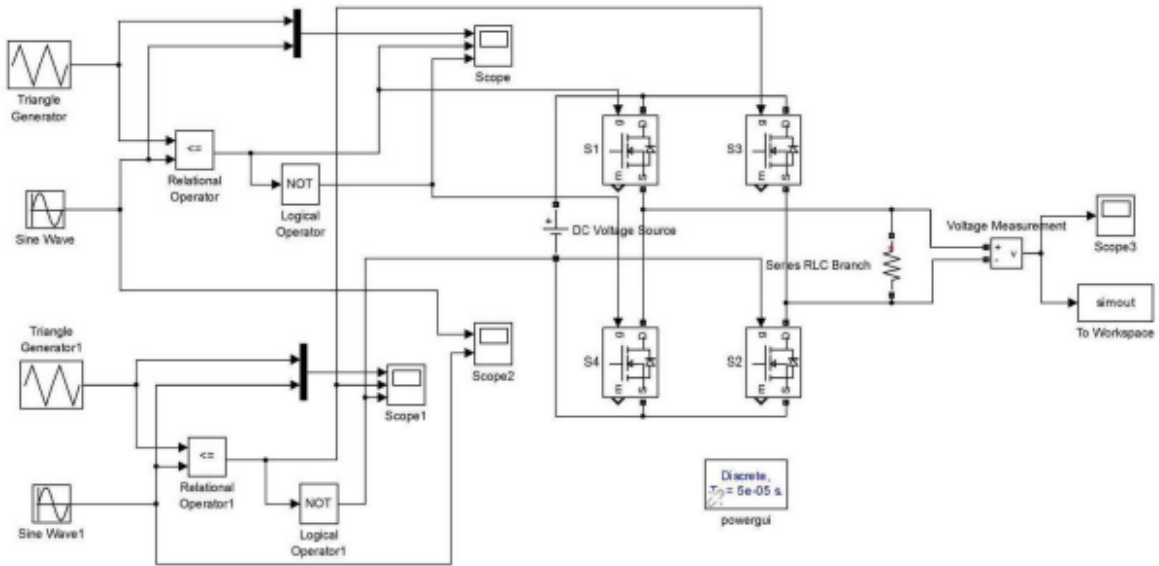 Scope
Triangle
Generator
<=
Relational
Operator
NOT
Logical
Operator
Sine Wave
S1
S3
g
D
E
S
g
D
E
S
+
DC Voltage Source
Series RLC Branch
+
Voltage Measurement
+
-
v
Scope3
simout
To Workspace
Triangle
Generator1
Scope2
Scope1
S4
S2
g
D
E
S
g
D
E
S
<=
Relational
Operator1
NOT
Logical
Operator1
Sine Wave1
Discrete,
= 5e-05 s.
powergui